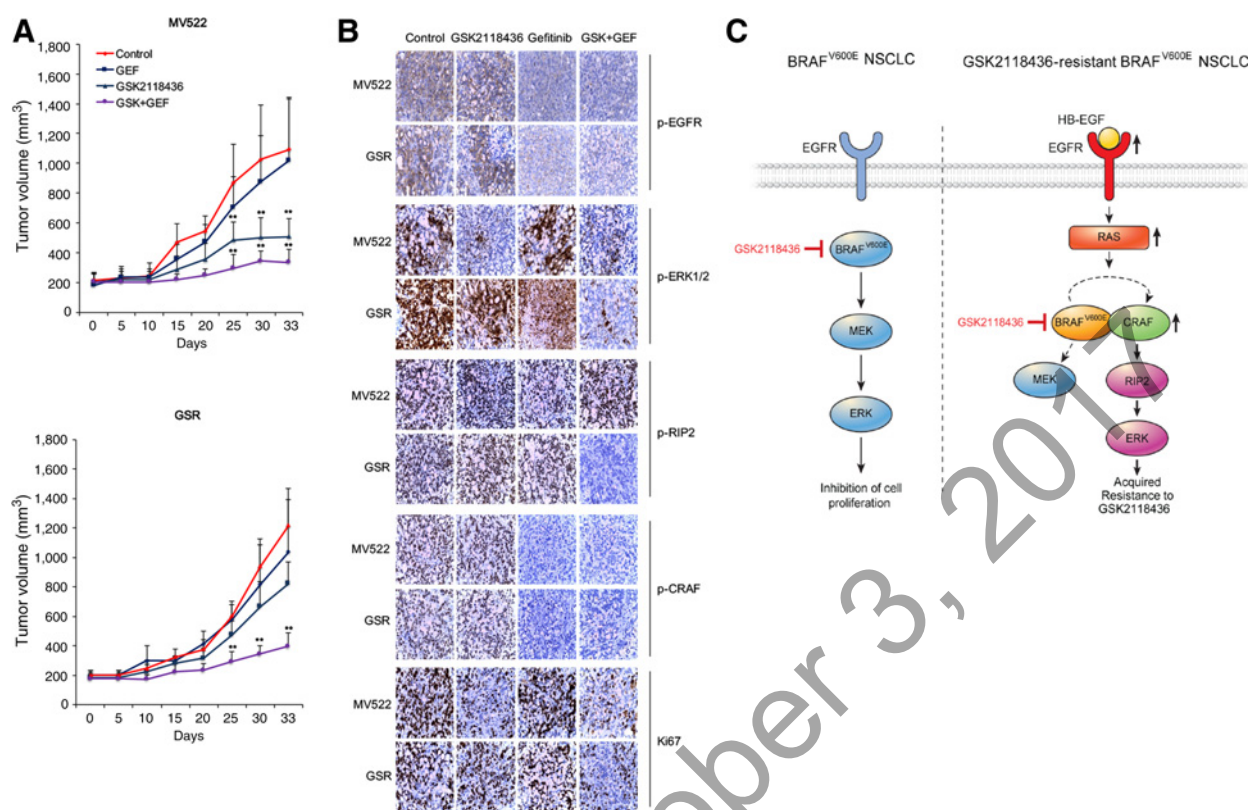 A
MV522
1,800
1,600
1,400
1,200
1,000
800
600
400
200
0
Tumor volume (mm3)
Control
GEF
GSK2118436
GSK+GEF
** ** **
** ** **
0 5 10 15 20 25 30 33
Days
GSR
1,800
1,600
1,400
1,200
1,000
800
600
400
200
0
Tumor volume (mm3)
** ** **
0 5 10 15 20 25 30 33
Days
B
Control GSK2118436 Gefitinib GSK+GEF
MV522
GSR
p-EGFR
MV522
GSR
p-ERK1/2
MV522
GSR
p-RIP2
MV522
GSR
p-CRAF
MV522
GSR
Ki67
C
BRAFV600E NSCLC
EGFR
GSK2118436
BRAFV600E
MEK
ERK
Inhibition of cell
proliferation
GSK2118436-resistant BRAFV600E NSCLC
HB-EGF
EGFR
RAS
GSK2118436
BRAFV600E
CRAF
MEK
RIP2
ERK
Acquired
Resistance to
GSK2118436
ober 3, 2017